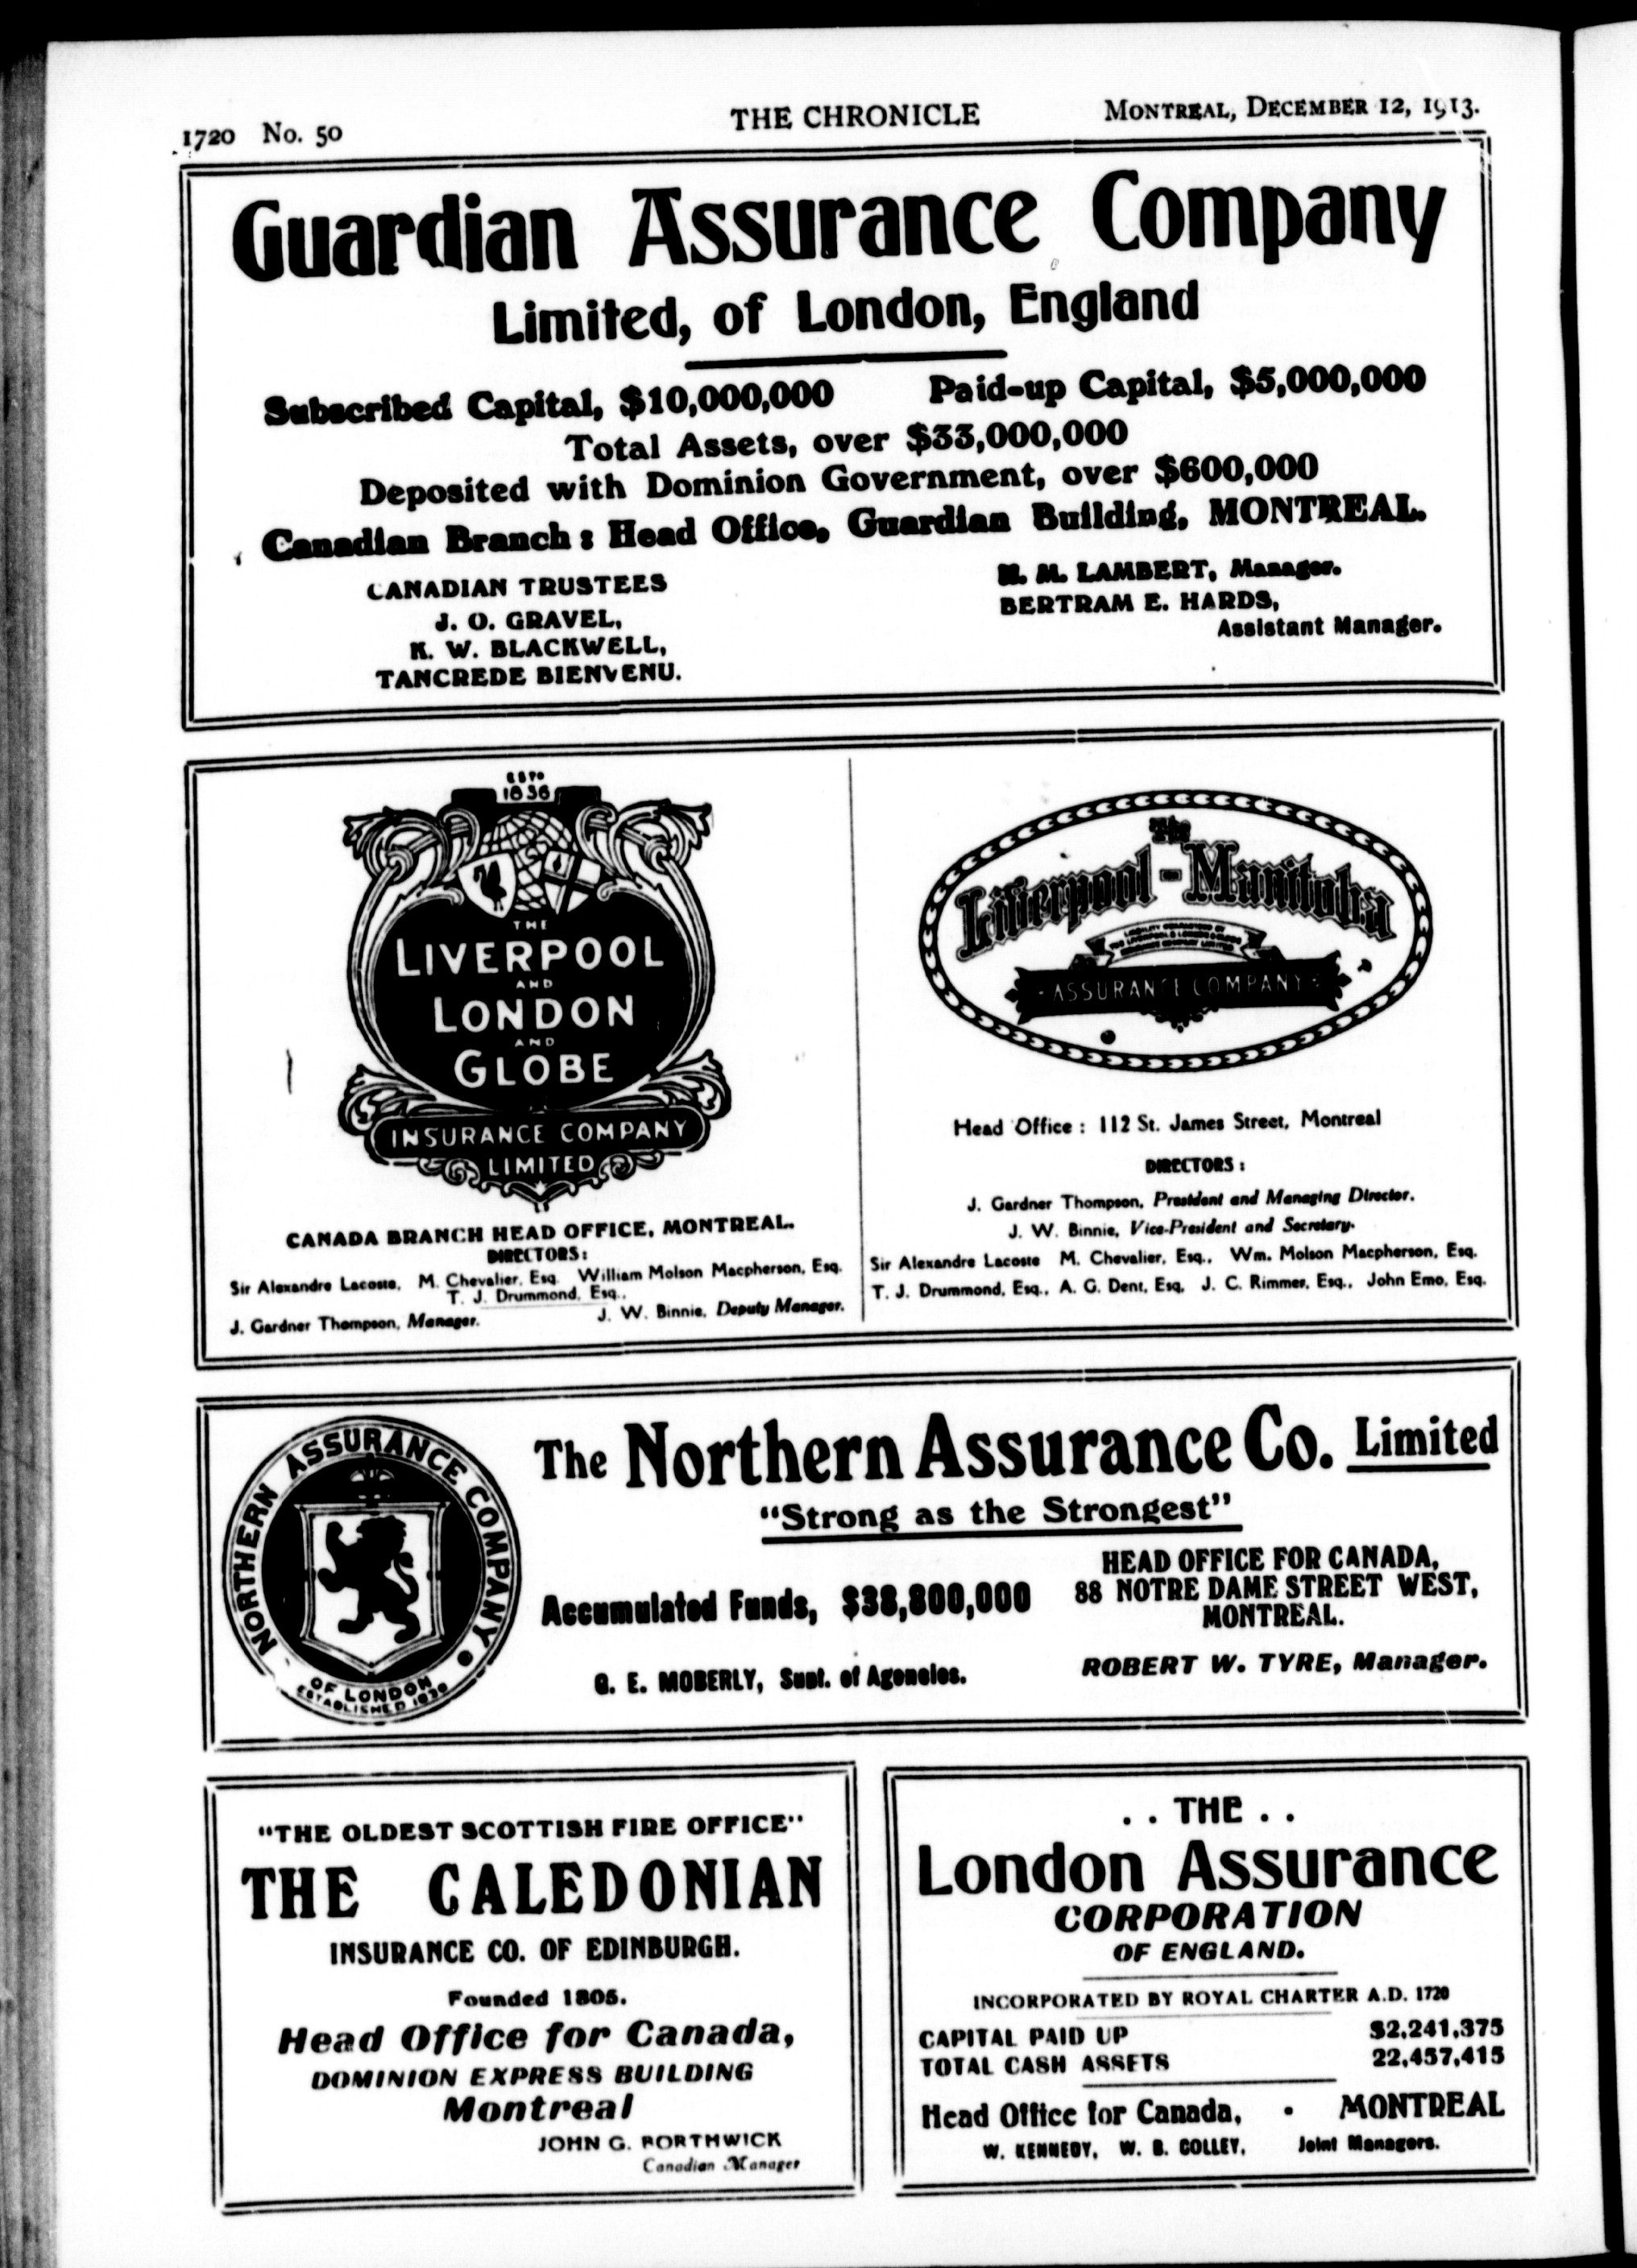 1720 No. 50
THE CHRONICLE
MONTREAL, DECEMBER 12, 1913.
Guardian Assurance Company
Limited, of London, England
Subscribed Capital, $10,000,000
Paid-up Capital, $5,000,000
Total Assets, over $33,000,000
Deposited with Dominion Government, over $600,000
Canadian Branch: Head Office, Guardian Building, MONTREAL.
CANADIAN TRUSTEES
J. O. GRAVEL,
K. W. BLACKWELL,
TANCREDE BIENVENU.
M. LAMBERT, Manager.
BERTRAM E. HARDS,
Assistant Manager.
ESTD
1836
THE
LIVERPOOL
AND
LONDON
AND
GLOBE
INSURANCE COMPANY
LIMITED
CANADA BRANCH HEAD OFFICE, MONTREAL.
DIRECTORS:
Sir Alexandre Lacoste, M. Chevalier, Esq. William Molson Macpherson, Esq.
T. J. Drummond, Esq.,
J. Gardner Thompson, Manager. J. W. Binnie, Deputy Manager.
The
Liverpool-Manitoba
LIABILITY GUARANTEED BY
THE LIVERPOOL & LONDON & GLOBE
INSURANCE COMPANY LIMITED
ASSURANCE COMPANY
Head Office: 112 St. James Street, Montreal
DIRECTORS:
J. Gardner Thompson, President and Managing Director.
J. W. Binnie, Vice-President and Secretary.
Sir Alexandre Lacoste M. Chevalier, Esq., Wm. Molson Macpherson, Esq.
T. J. Drummond, Esq., A. G. Dent, Esq, J. C. Rimmer, Esq., John Emo, Esq.
NORTHERN ASSURANCE COMPANY
OF LONDON
ESTABLISHED 1836
The Northern Assurance Co. Limited
"Strong as the Strongest"
Accumulated Funds, $38,800,000
HEAD OFFICE FOR CANADA,
88 NOTRE DAME STREET WEST,
MONTREAL.
G. E. MOBERLY, Supt. of Agencies.
ROBERT W. TYRE, Manager.
"THE OLDEST SCOTTISH FIRE OFFICE"
THE CALEDONIAN
INSURANCE CO. OF EDINBURGH.
Founded 1805.
Head Office for Canada,
DOMINION EXPRESS BUILDING
Montreal
JOHN G. BORTHWICK
Canadian Manager
. . THE . .
London Assurance
CORPORATION
OF ENGLAND.
INCORPORATED BY ROYAL CHARTER A.D. 1720
CAPITAL PAID UP $2,241,375
TOTAL CASH ASSETS 22,457,415
Head Office for Canada, - MONTREAL
W. KENNEDY, W. B. COLLEY, Joint Managers.